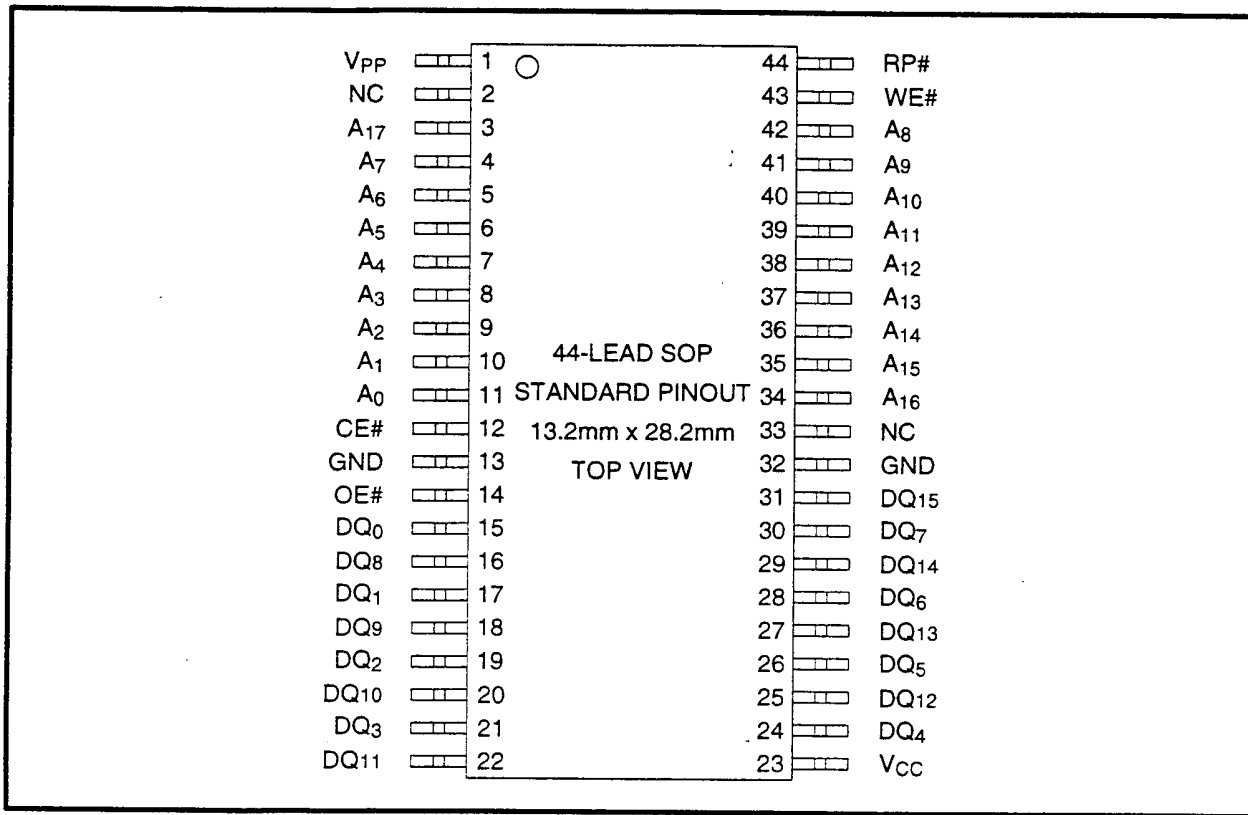 VPP 1 44 RP#
NC 2 43 WE#
A17 3 42 A8
A7 4 41 A9
A6 5 40 A10
A5 6 39 A11
A4 7 38 A12
A3 8 37 A13
A2 9 36 A14
A1 10 44-LEAD SOP 35 A15
A0 11 STANDARD PINOUT 34 A16
CE# 12 13.2mm x 28.2mm 33 NC
GND 13 TOP VIEW 32 GND
OE# 14 31 DQ15
DQ0 15 30 DQ7
DQ8 16 29 DQ14
DQ1 17 28 DQ6
DQ9 18 27 DQ13
DQ2 19 26 DQ5
DQ10 20 25 DQ12
DQ3 21 24 DQ4
DQ11 22 23 VCC